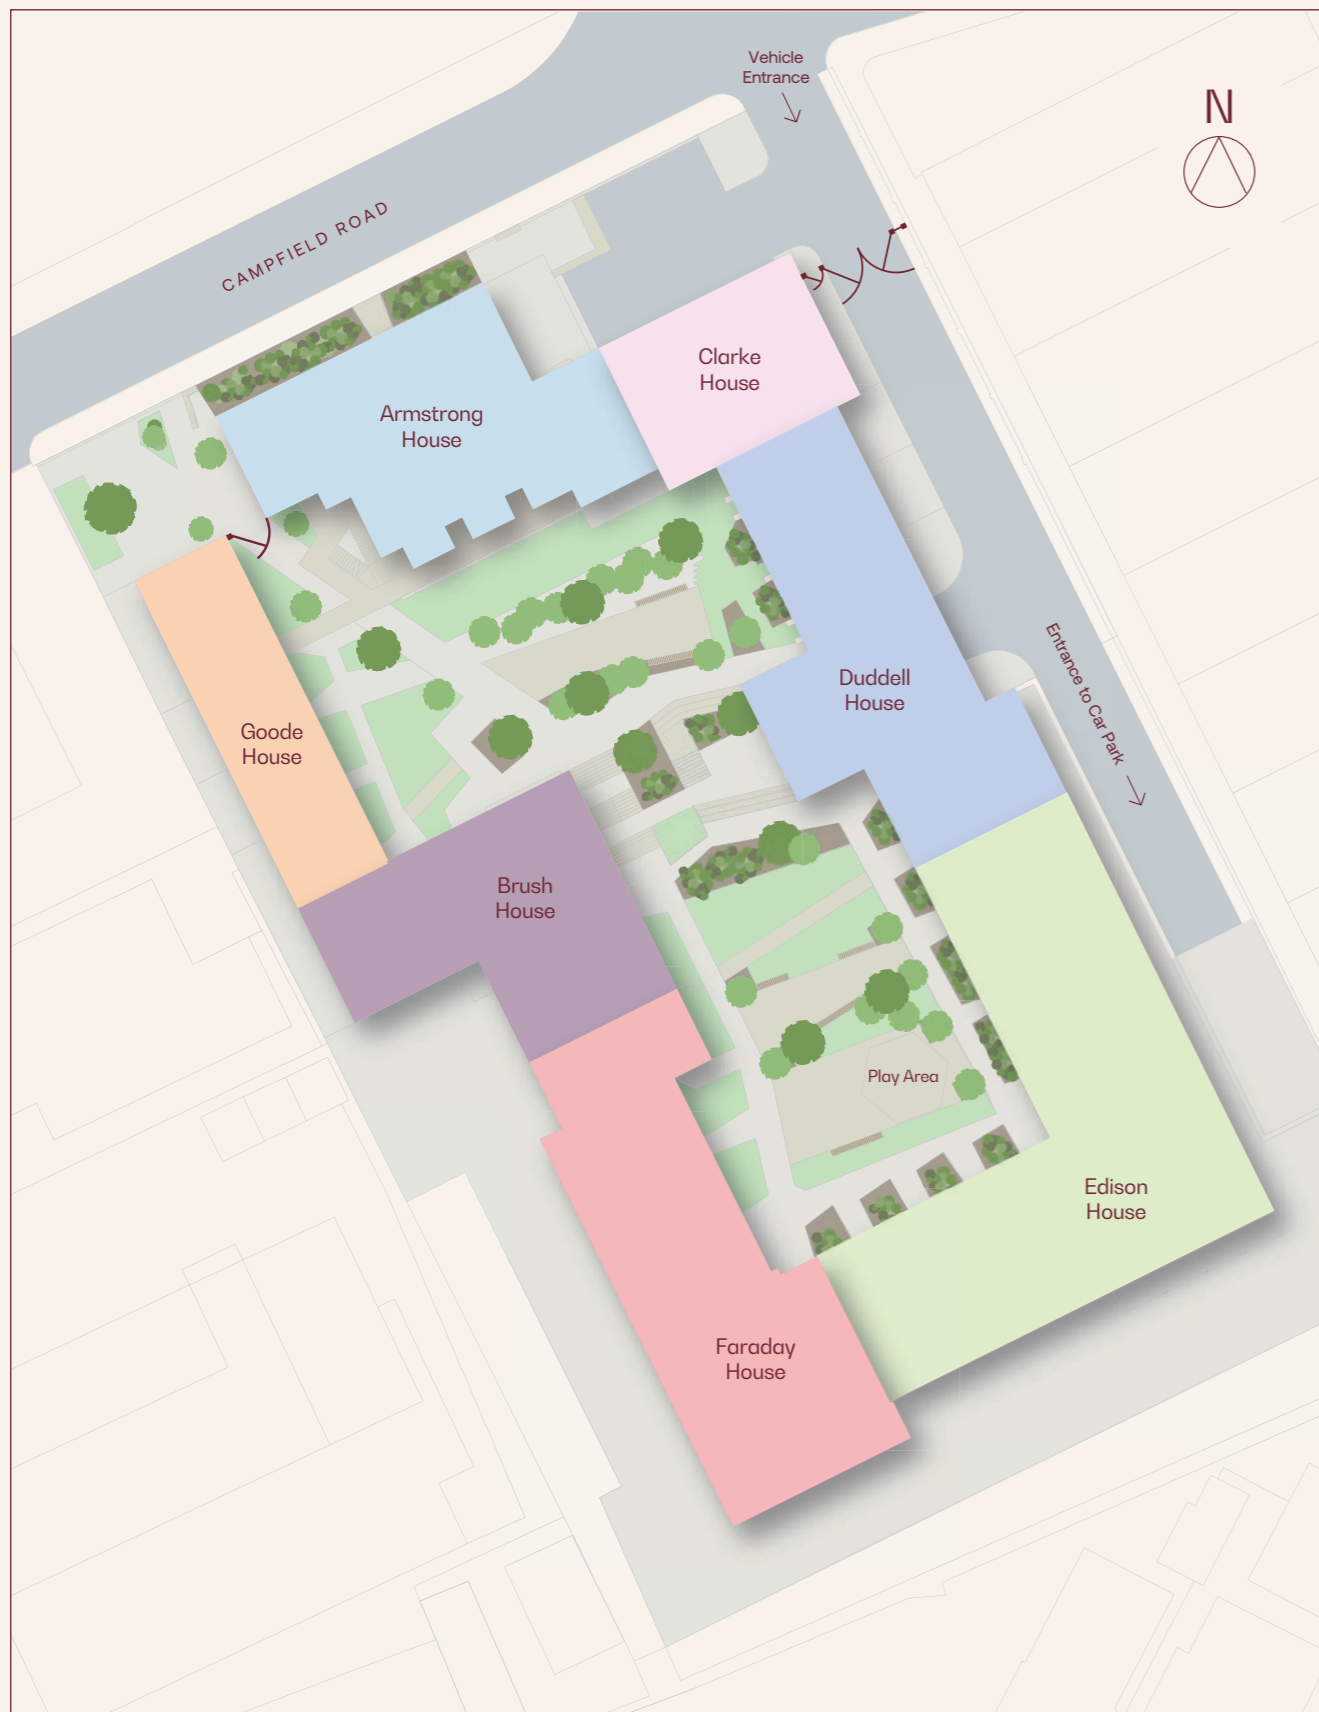 Vehicle
Entrance
N
CAMPFIELD ROAD
Clarke
House
Armstrong
House
Entrance to Car Park
Duddell
House
Goode
House
Brush
House
Play Area
Edison
House
Faraday
House